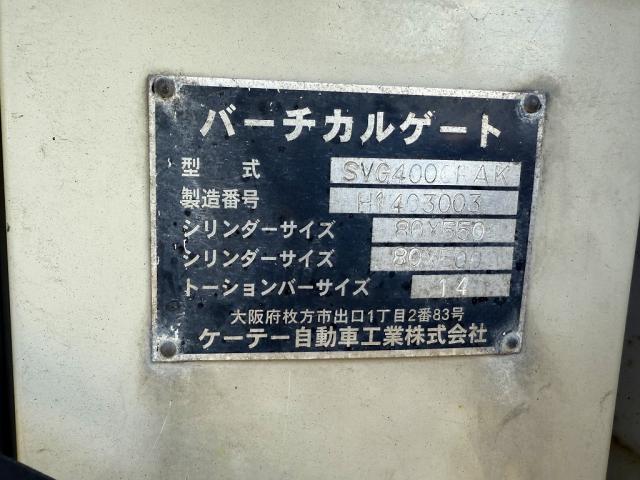 バーチカルゲート
型 式
製造番号 H1403003
シリンダーサイズ 80X550
シリンダーサイズ
トーションバーサイズ 14
大阪府枚方市出口1丁目2番83号
ケーテー自動車工業株式会社